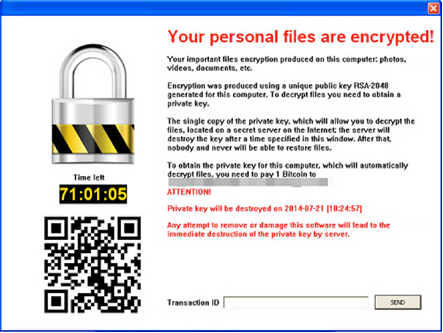 Your personal files are encrypted!
Your important files encryption produced on this computer: photos,
videos, documents, etc.
Encryption was produced using a unique public key RSA-2048
generated for this computer. To decrypt files you need to obtain a
private key.
The single copy of the private key, which will allow you to decrypt the
files, located on a secret server on the Internet; the server will
destroy the key after a time specified in this window. After that,
nobody and never will be able to restore files.
To obtain the private key for this computer, which will automatically
decrypt files, you need to pay 1 Bitcoin to
ATTENTION!
Private key will be destroyed on 2014-07-21 [10:24:57]
Any attempt to remove or damage this software will lead to the
immediate destruction of the private key by server.
Time left
71:01:05
Transaction ID
SEND